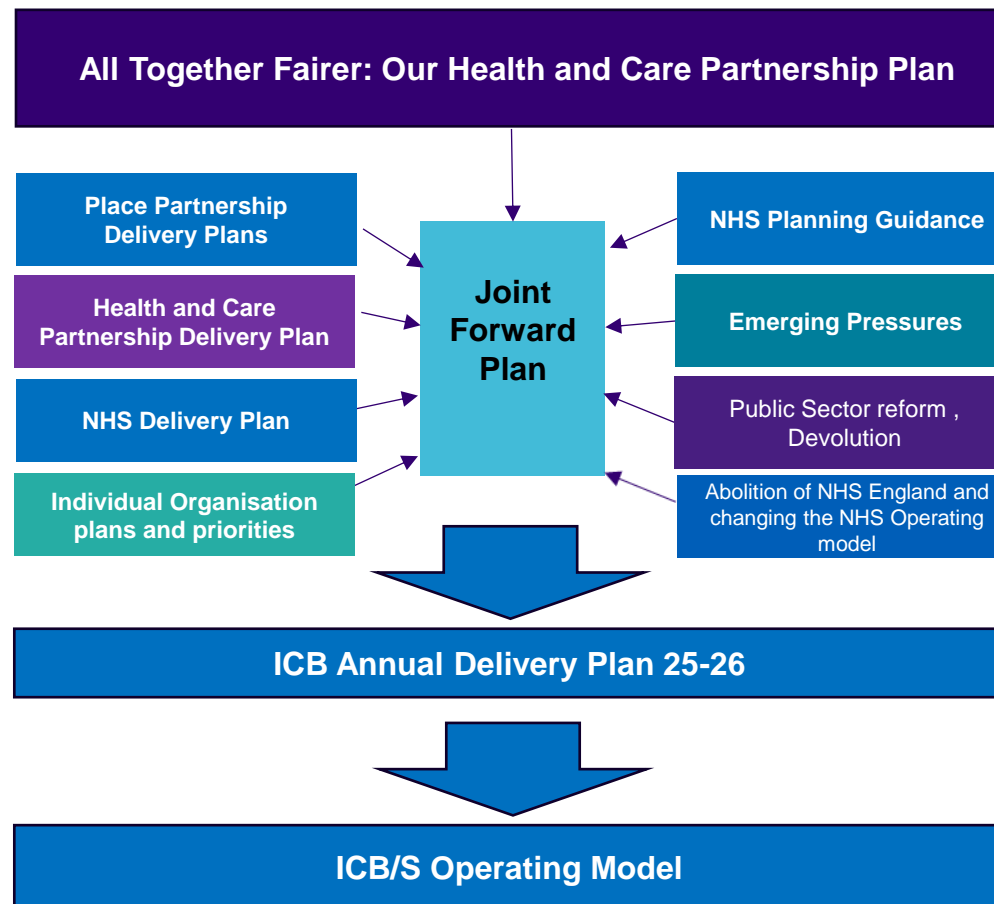 All Together Fairer: Our Health and Care Partnership Plan
Place Partnership
Delivery Plans
Health and Care
Partnership Delivery Plan
NHS Delivery Plan
Individual Organisation
plans and priorities
Joint
Forward
Plan
NHS Planning Guidance
Emerging Pressures
Public Sector reform ,
Devolution
Abolition of NHS England and
changing the NHS Operating
model
ICB Annual Delivery Plan 25-26
ICB/S Operating Model